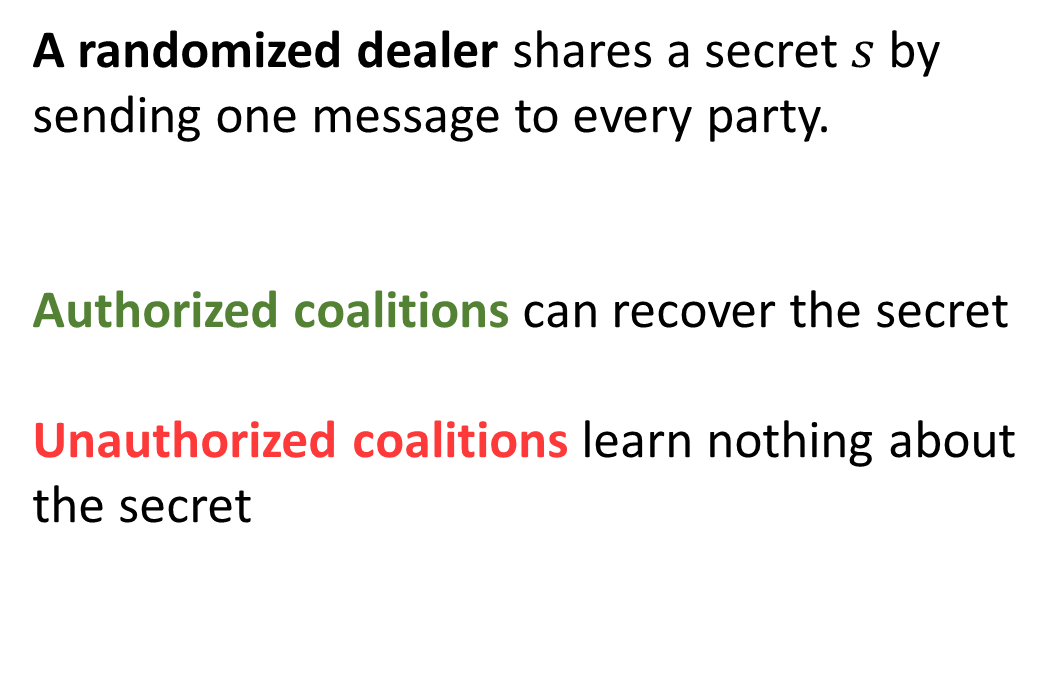 A randomized dealer shares a secret s by
sending one message to every party.
Authorized coalitions can recover the secret
Unauthorized coalitions learn nothing about
the secret